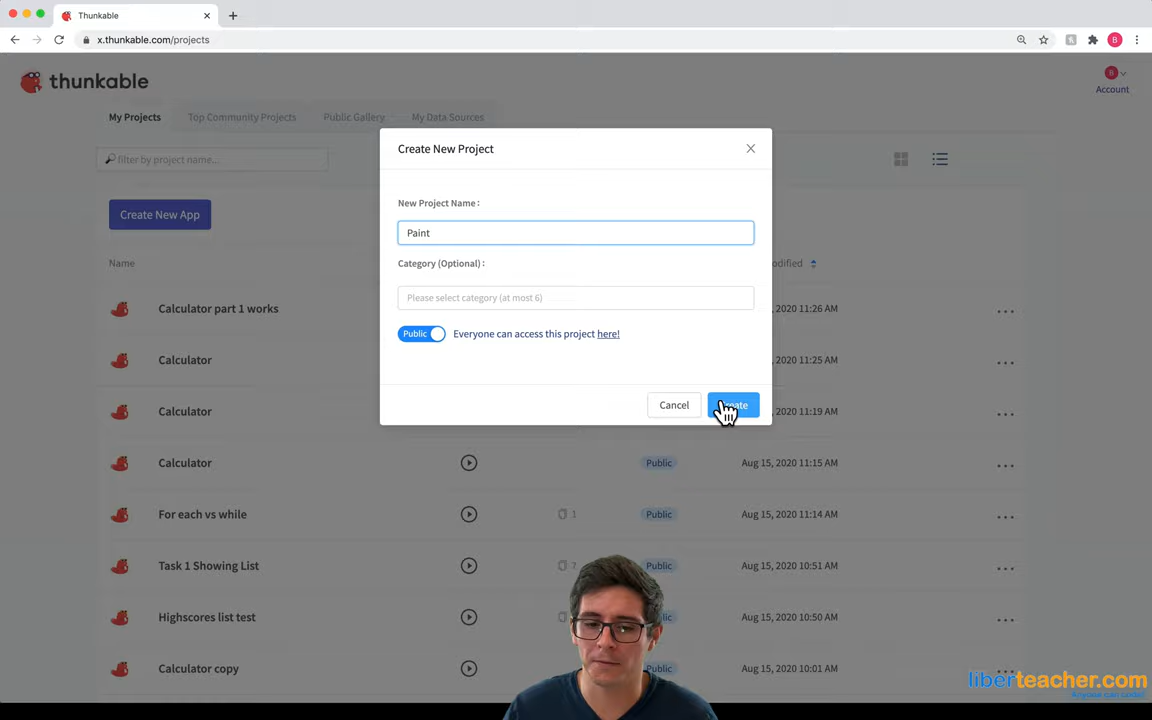 Thunkable
x.thunkable.com/projects
B
thunkable
B
Account
My Projects
Top Community Projects
Public Gallery
My Data Sources
filter by project name...
Create New App
Create New Project
New Project Name :
Paint
Category (Optional) :
Please select category (at most 6)
Public
Everyone can access this project here!
Cancel
Name
Calculator part 1 works
2020 11:26 AM
Calculator
2020 11:25 AM
Calculator
2020 11:19 AM
Calculator
Public
Aug 15, 2020 11:15 AM
For each vs while
1
Public
Aug 15, 2020 11:14 AM
Task 1 Showing List
Public
Aug 15, 2020 10:51 AM
Highscores list test
Aug 15, 2020 10:50 AM
Calculator copy
Public
Aug 15, 2020 10:01 AM
liberteacher.com
Anyone can code!